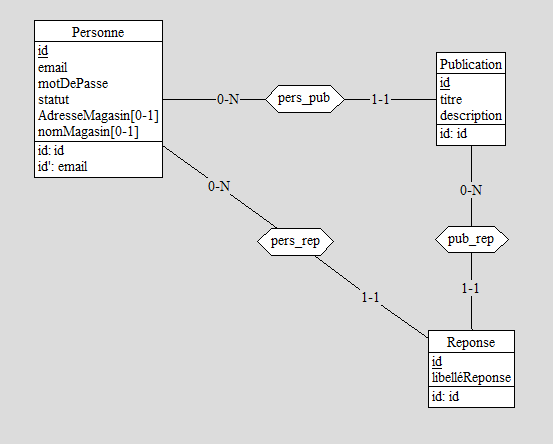 Personne
id
email
motDePasse
statut
AdresseMagasin[0-1]
nomMagasin[0-1]
id: id
id': email
0-N
pers_pub
1-1
Publication
id
titre
description
id: id
0-N
pers_rep
1-1
0-N
pub_rep
1-1
Reponse
id
libelléReponse
id: id